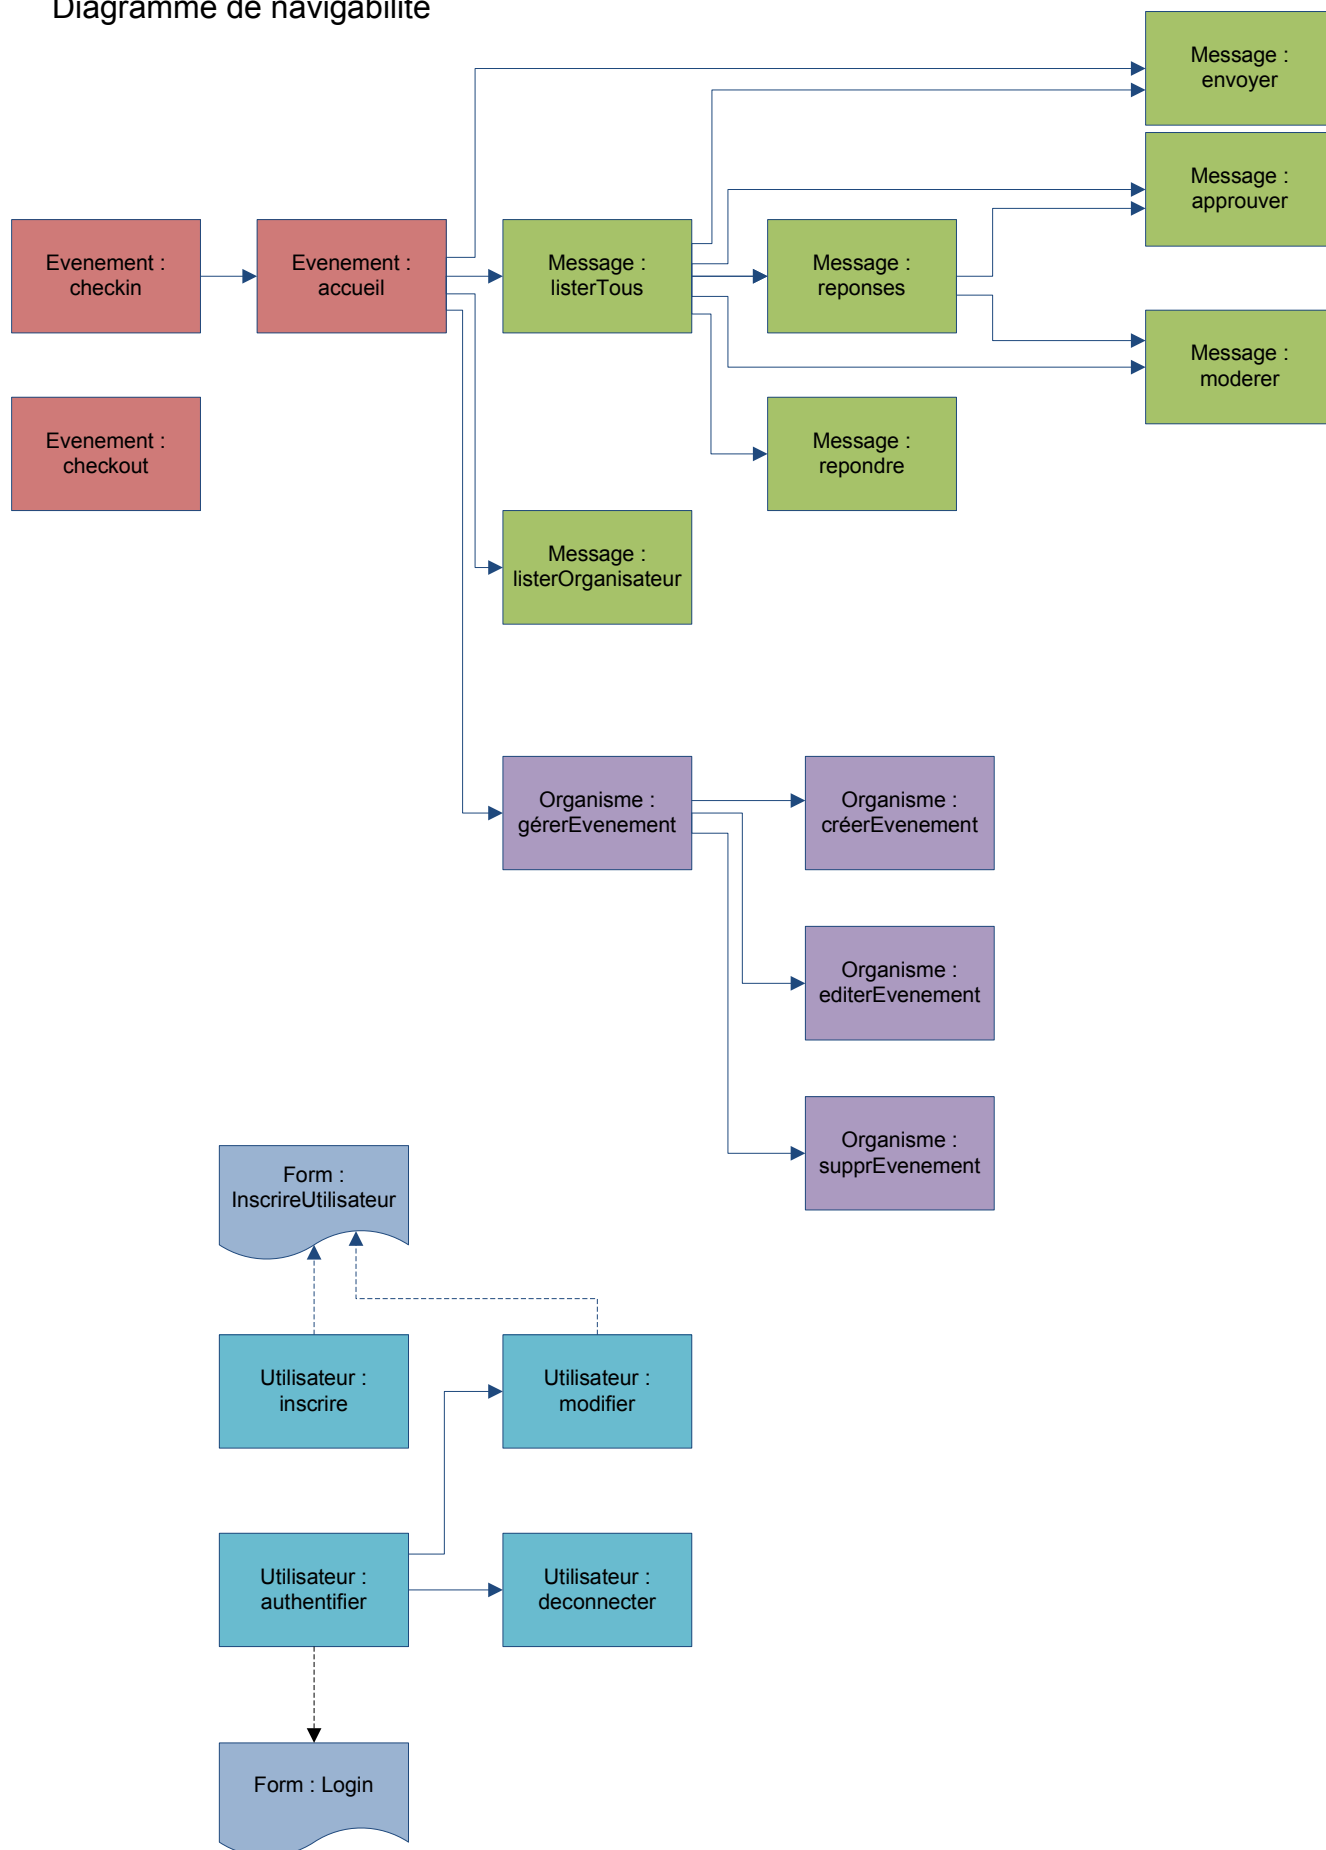 Diagramme de navigabilité
Message :
envoyer
Message :
approuver
Evenement :
checkin
Evenement :
accueil
Message :
listerTous
Message :
reponses
Message :
moderer
Evenement :
checkout
Message :
repondre
Message :
listerOrganisateur
Organisme :
gérerEvenement
Organisme :
créerEvenement
Organisme :
editerEvenement
Organisme :
supprEvenement
Form :
InscrireUtilisateur
Utilisateur :
inscrire
Utilisateur :
modifier
Utilisateur :
authentifier
Utilisateur :
deconnecter
Form : Login